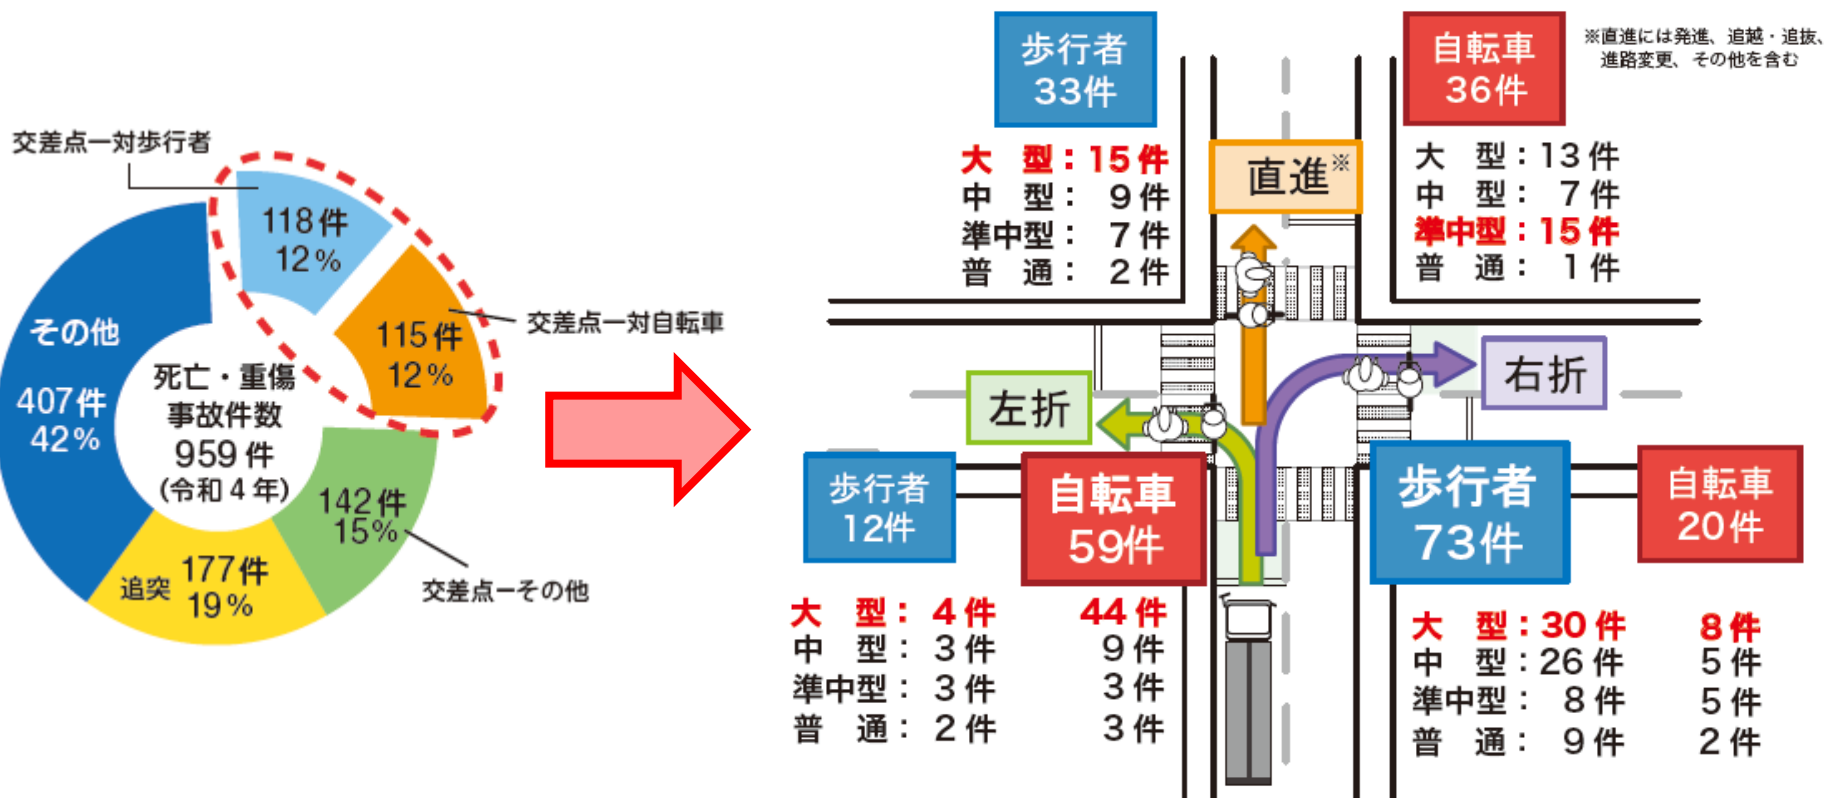 交差点ー対歩行者
118件
12%
115件
12%
交差点ー対自転車
その他
407件
42%
死亡・重傷
事故件数
959件
(令和4年)
142件
15%
交差点ーその他
追突
177件
19%
歩行者
33件
大型：15件
中型：9件
準中型：7件
普通：2件
直進※
自転車
36件
大型：13件
中型：7件
準中型：15件
普通：1件
※直進には発進、追越・追抜、
進路変更、その他を含む
左折
右折
歩行者
12件
自転車
59件
大型：4件 44件
中型：3件 9件
準中型：3件 3件
普通：2件 3件
歩行者
73件
自転車
20件
大型：30件 8件
中型：26件 5件
準中型：8件 5件
普通：9件 2件